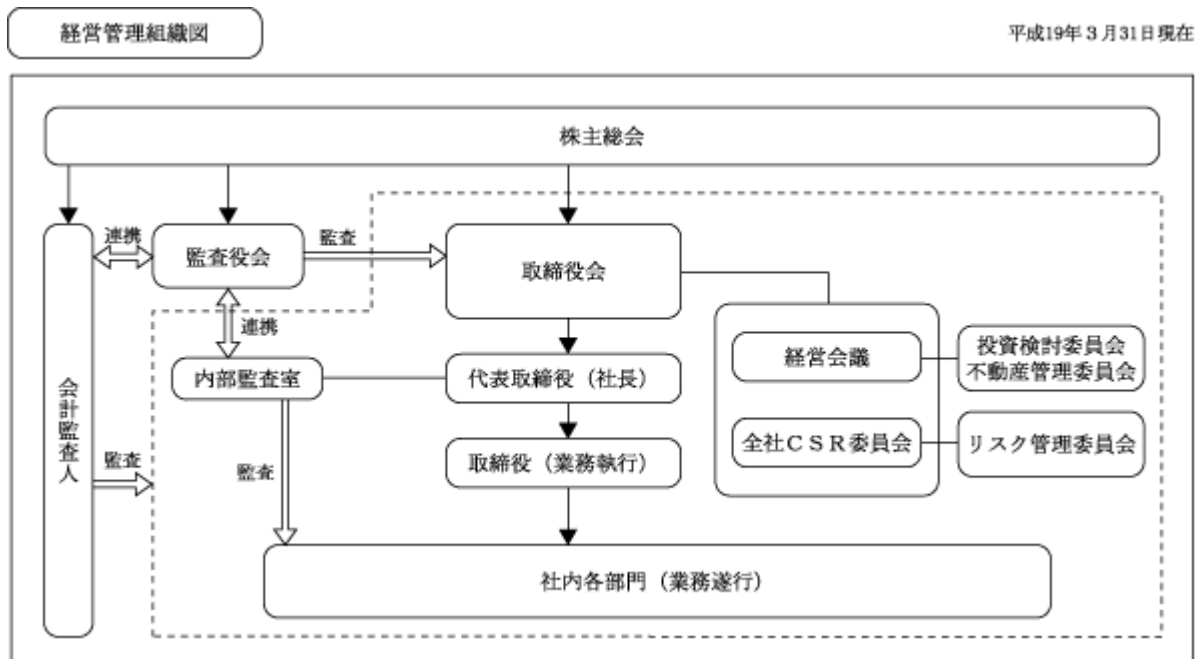 経営管理組織図
平成19年3月31日現在
株主総会
連携
監査役会
監査
取締役会
連携
経営会議
投資検討委員会
不動産管理委員会
内部監査室
代表取締役(社長)
会計監査人
監査
監査
取締役(業務執行)
全社CSR委員会
リスク管理委員会
社内各部門(業務遂行)